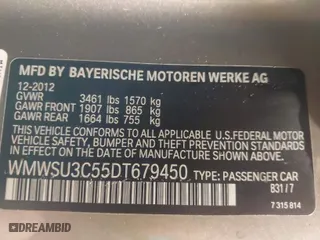 MFD BY BAYERISCHE MOTOREN WERKE AG
12-2012
GVWR 3461 lbs 1570 kg
GAWR FRONT 1907 lbs 865 kg
GAWR REAR 1664 lbs 755 kg
THIS VEHICLE CONFORMS TO ALL APPLICABLE U.S.FEDERAL MOTOR
VEHICLE SAFETY, BUMPER AND THEFT PREVENTION STANDARDS
IN EFFECT ON THE DATE OF MANUFACTURE SHOWN ABOVE.
WMWSU3C55DT679450 TYPE: PASSENGER CAR
B31/7
7 315 814